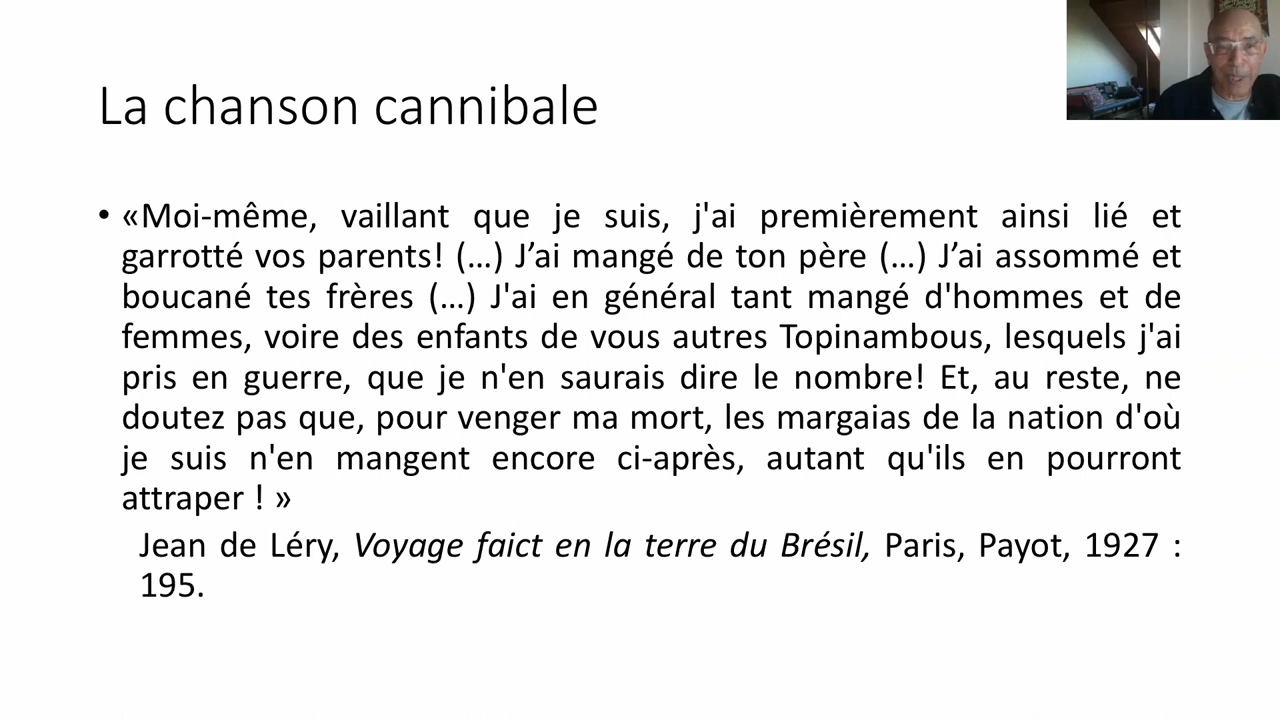 La chanson cannibale
• «Moi-même, vaillant que je suis, j'ai premièrement ainsi lié et
garrotté vos parents! (…) J’ai mangé de ton père (…) J’ai assommé et
boucané tes frères (…) J'ai en général tant mangé d'hommes et de
femmes, voire des enfants de vous autres Topinambous, lesquels j'ai
pris en guerre, que je n'en saurais dire le nombre! Et, au reste, ne
doutez pas que, pour venger ma mort, les margaias de la nation d'où
je suis n'en mangent encore ci-après, autant qu'ils en pourront
attraper ! »
Jean de Léry, Voyage faict en la terre du Brésil, Paris, Payot, 1927 :
195.